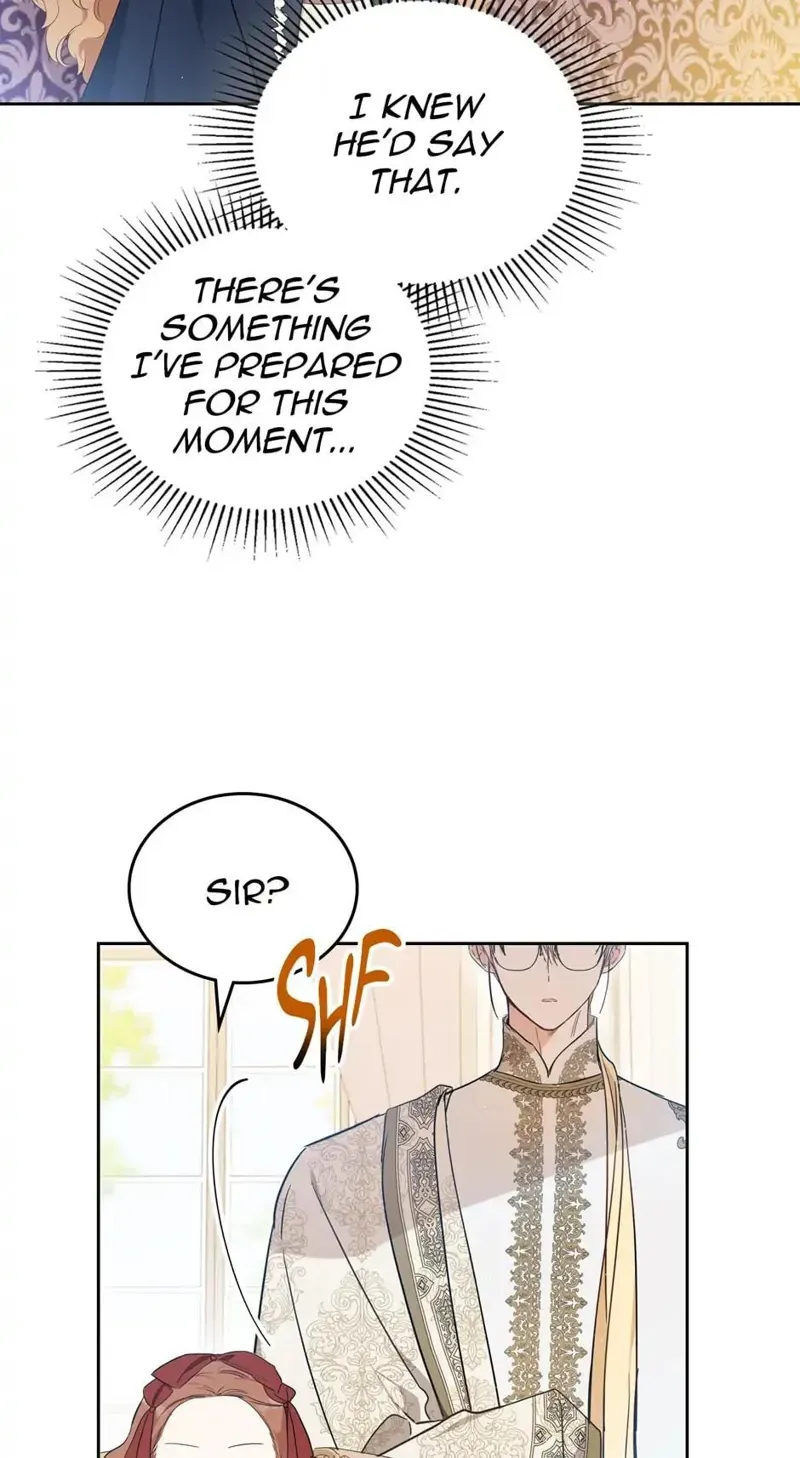 I KNEW
HE'D SAY
THAT.
THERE'S
SOMETHING
I'VE PREPARED
FOR THIS
MOMENT...
SIR?
SHF